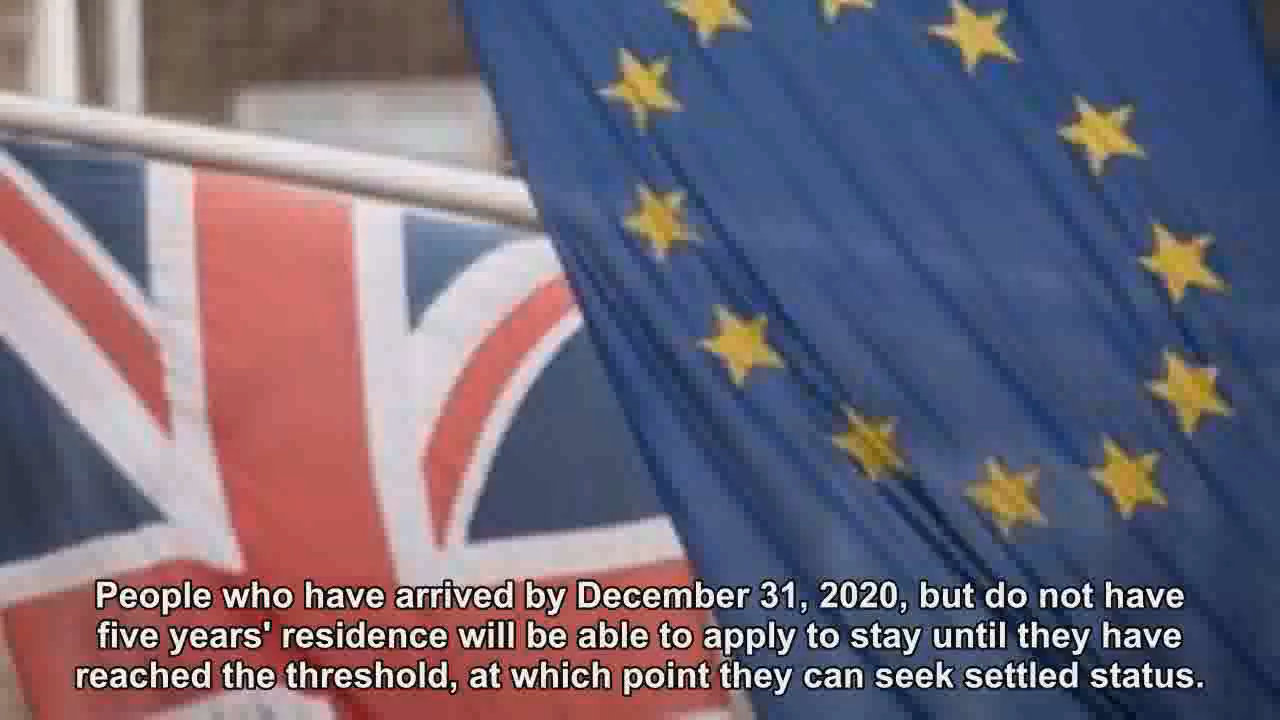 People who have arrived by December 31, 2020, but do not have
five years' residence will be able to apply to stay until they have
reached the threshold, at which point they can seek settled status.